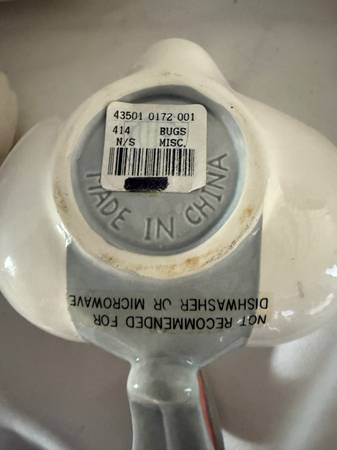 43501 0172 001
414 BUGS
N/S MISC.
MADE IN CHINA
NOT RECOMMENDED FOR
DISHWASHER OR MICROWAVE